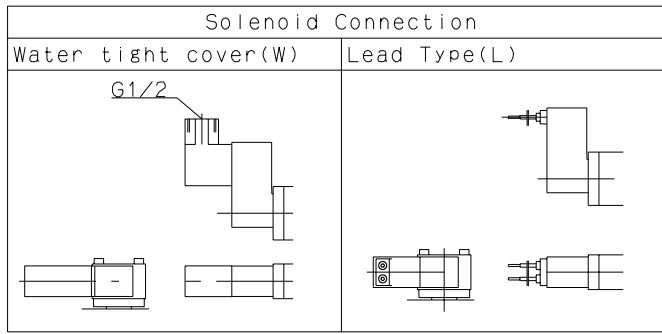 Solenoid Connection
Water tight cover(W)
Lead Type(L)
G1/2